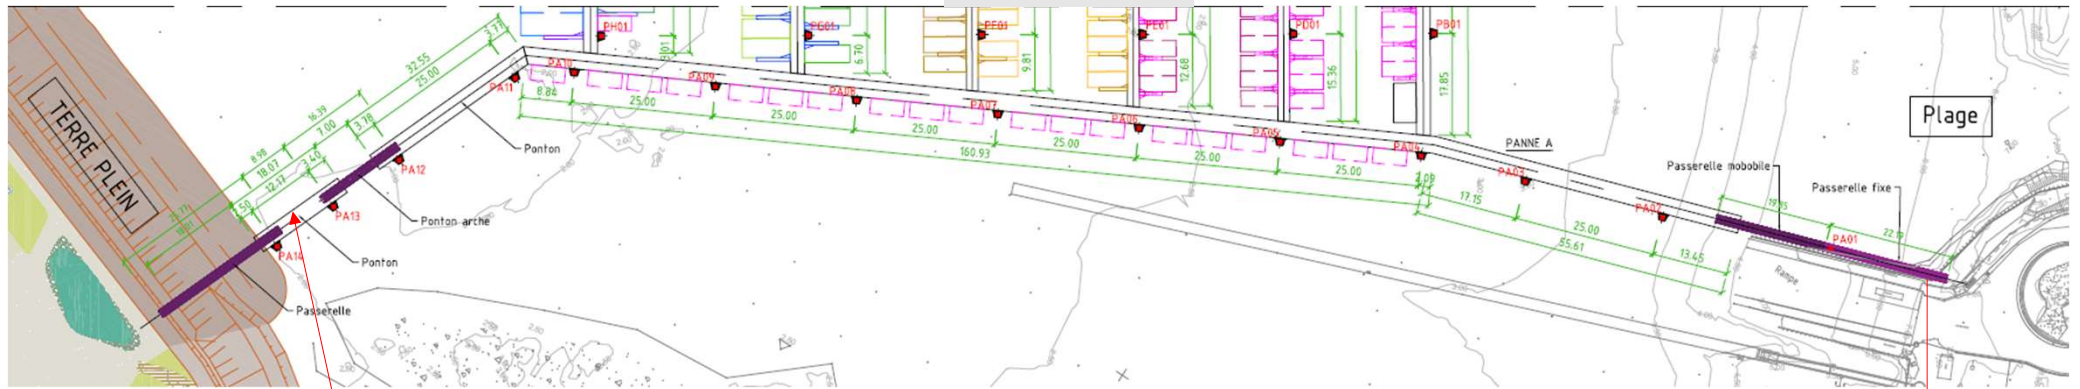 TERRE PLEIN
Plage
PANNE A
Passerelle mobobile
Passerelle fixe
Rampe
Ponton
Ponton arche
Ponton
Passerelle
PH01
PG01
PF01
PE01
PD01
PB01
PA11
PA10
PA09
PA08
PA07
PA06
PA05
PA04
PA03
PA02
PA01
PA12
PA13
PA14
3.77
32.55
25.00
16.39
7.00
3.78
8.98
18.07
3.40
12.17
6.70
9.81
12.68
15.36
17.85
8.84
25.00
25.00
25.00
25.00
25.00
25.00
160.93
2.09
17.15
25.00
55.61
13.45